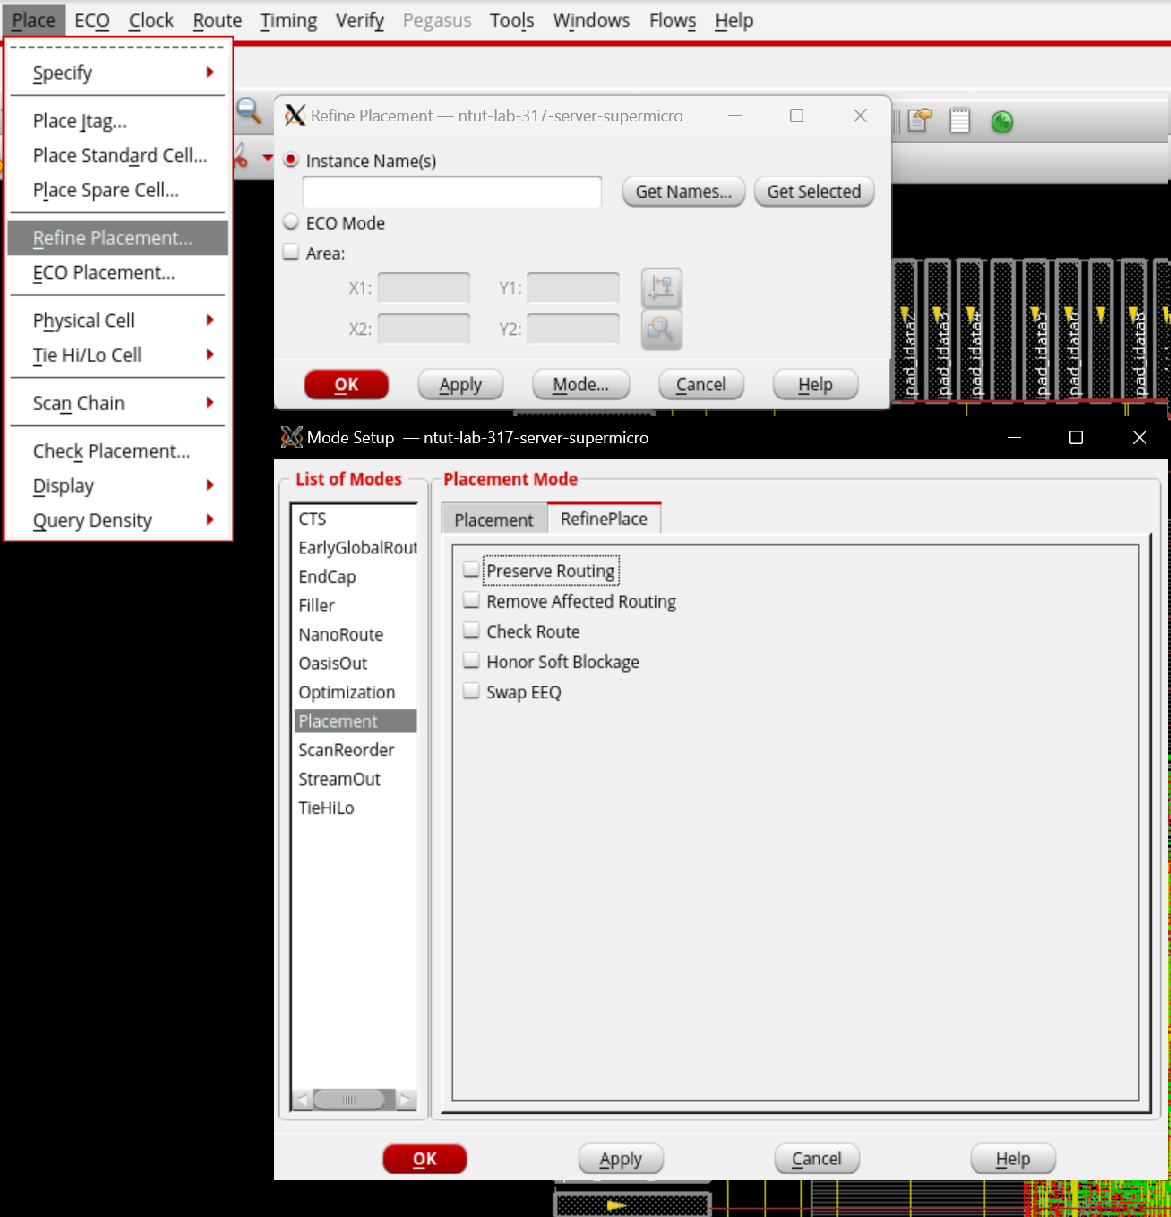 Place ECO Clock Route Timing Verify Pegasus Tools Windows Flows Help
Specify
Place Jtag...
Place Standard Cell...
Place Spare Cell...
Refine Placement...
ECO Placement...
Physical Cell
Tie Hi/Lo Cell
Scan Chain
Check Placement...
Display
Query Density
Refine Placement — ntut-lab-317-server-supermicro
Instance Name(s)
Get Names... Get Selected
ECO Mode
Area:
X1: Y1:
X2: Y2:
OK Apply Mode... Cancel Help
pad_idata2
pad_idata3
pad_idata4
pad_idata5
pad_idata6
pad_idata8
Mode Setup — ntut-lab-317-server-supermicro
List of Modes
CTS
EarlyGlobalRout
EndCap
Filler
NanoRoute
OasisOut
Optimization
Placement
ScanReorder
StreamOut
TieHiLo
Placement Mode
Placement RefinePlace
Preserve Routing
Remove Affected Routing
Check Route
Honor Soft Blockage
Swap EEQ
OK Apply Cancel Help